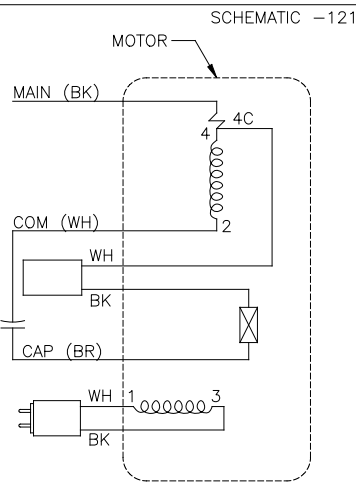 SCHEMATIC -121
MOTOR
MAIN (BK)
4 4C
COM (WH)
2
WH
BK
CAP (BR)
WH 1 3
BK